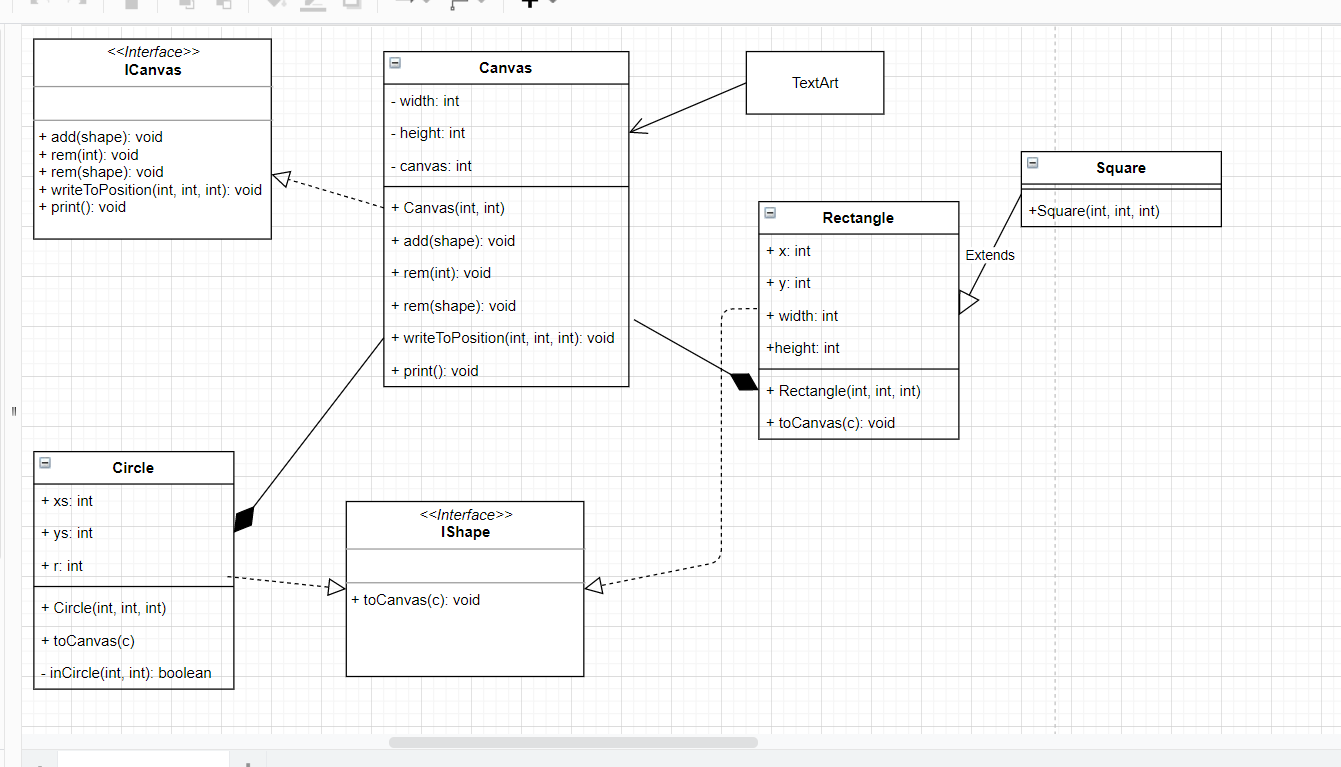 <<Interface>>
ICanvas
+ add(shape): void
+ rem(int): void
+ rem(shape): void
+ writeToPosition(int, int, int): void
+ print(): void
Canvas
- width: int
- height: int
- canvas: int
+ Canvas(int, int)
+ add(shape): void
+ rem(int): void
+ rem(shape): void
+ writeToPosition(int, int, int): void
+ print(): void
TextArt
Square
+Square(int, int, int)
Extends
Rectangle
+ x: int
+ y: int
+ width: int
+height: int
+ Rectangle(int, int, int)
+ toCanvas(c): void
Circle
+ xs: int
+ ys: int
+ r: int
+ Circle(int, int, int)
+ toCanvas(c)
- inCircle(int, int): boolean
<<Interface>>
IShape
+ toCanvas(c): void